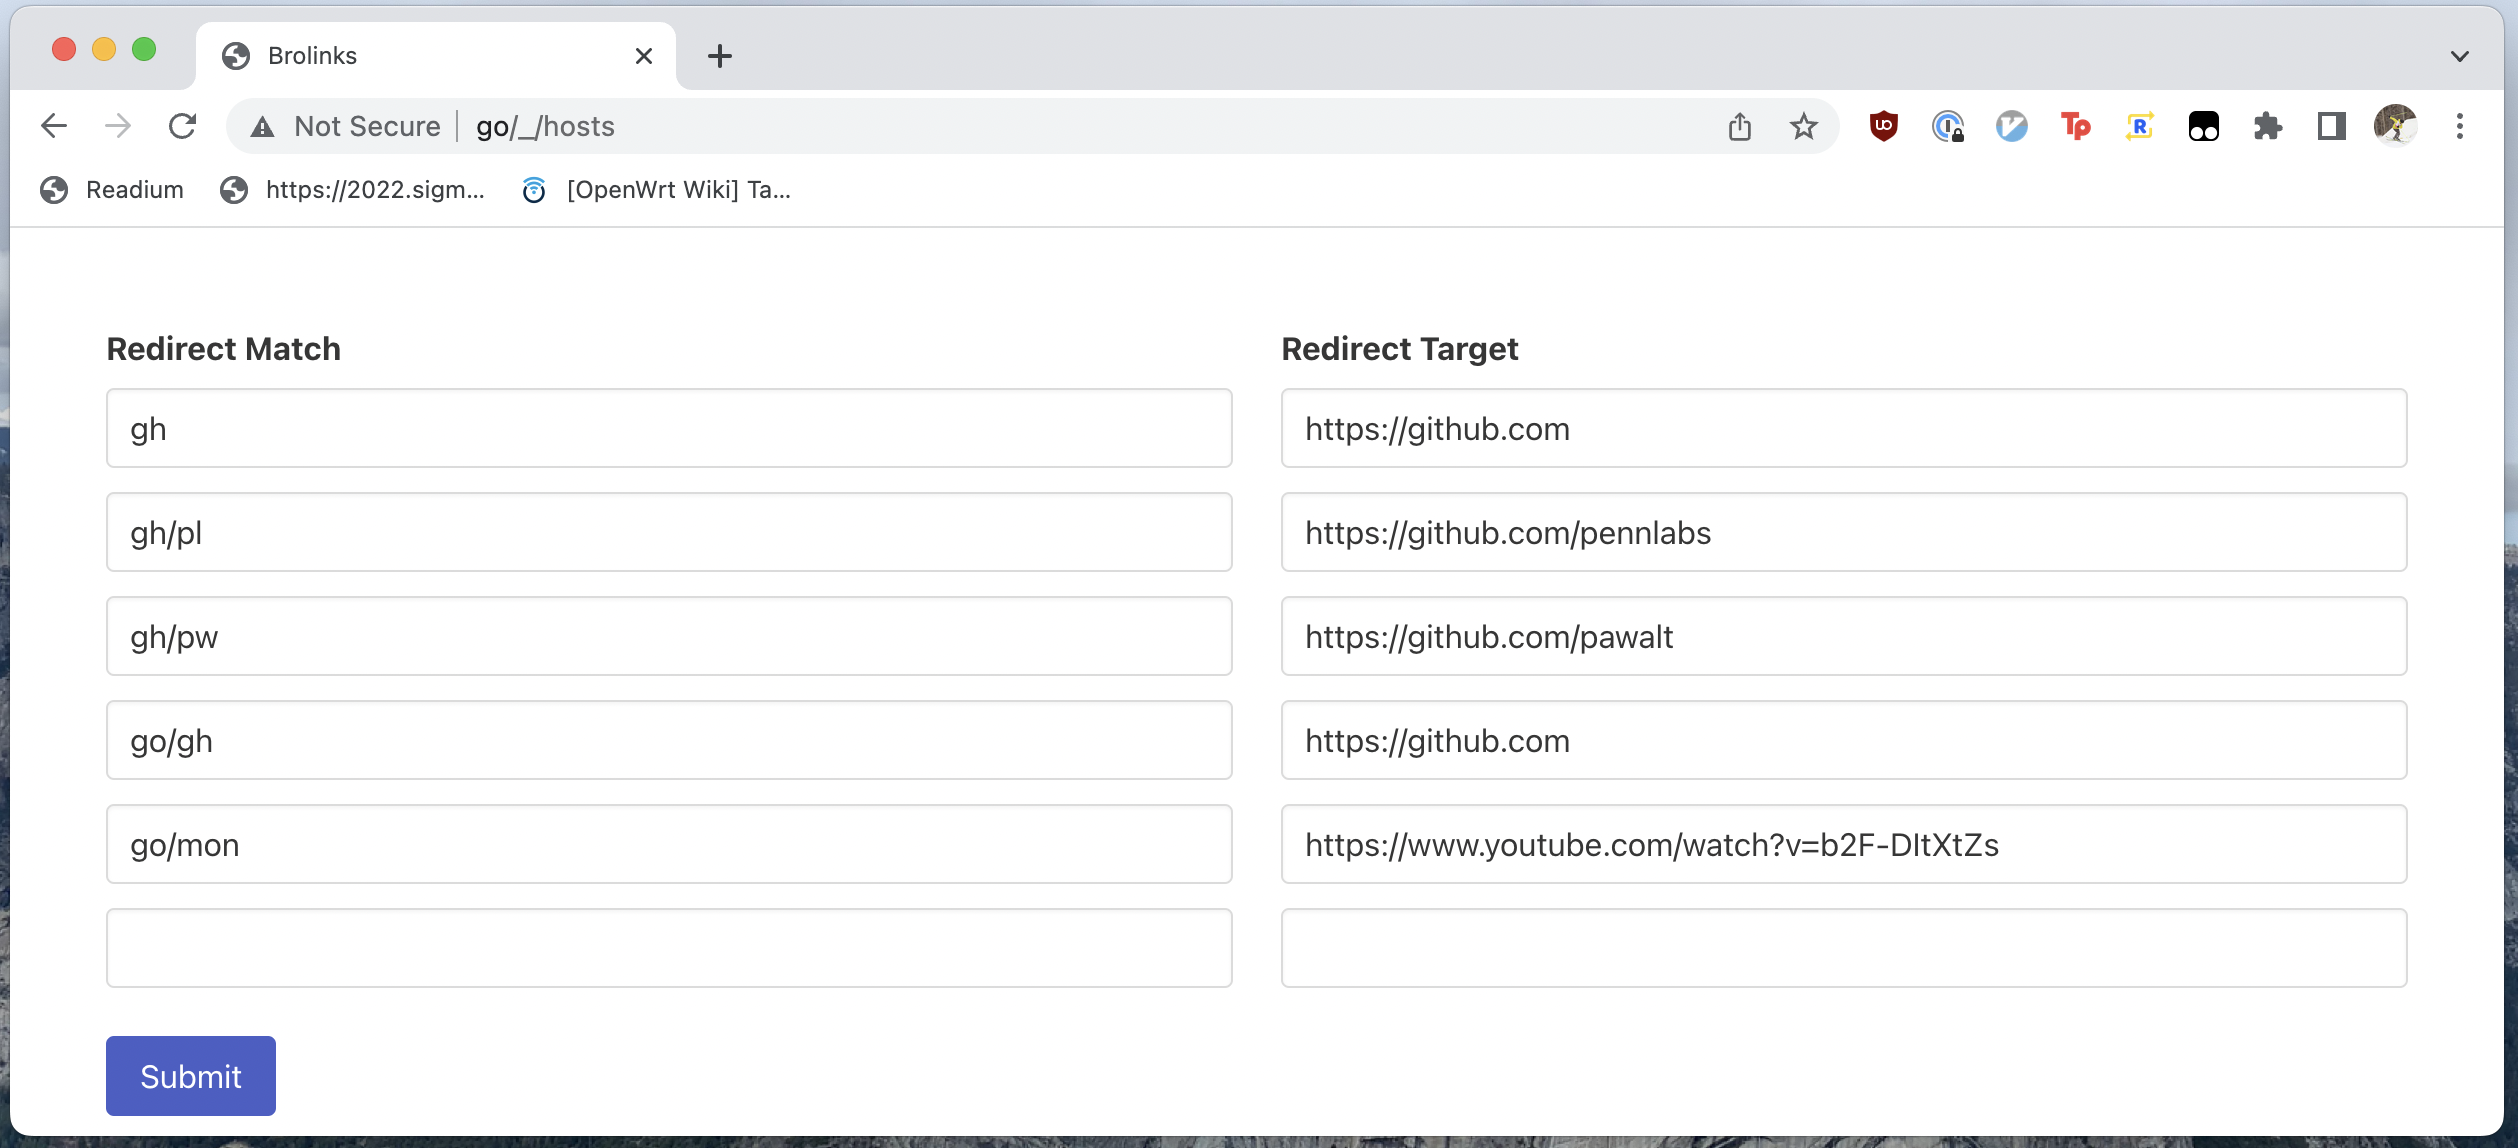 Brolinks
Not Secure go/_/hosts
Readium https://2022.sigm... [OpenWrt Wiki] Ta...
Redirect Match Redirect Target
gh https://github.com
gh/pl https://github.com/pennlabs
gh/pw https://github.com/pawalt
go/gh https://github.com
go/mon https://www.youtube.com/watch?v=b2F-DItXtZs
Submit